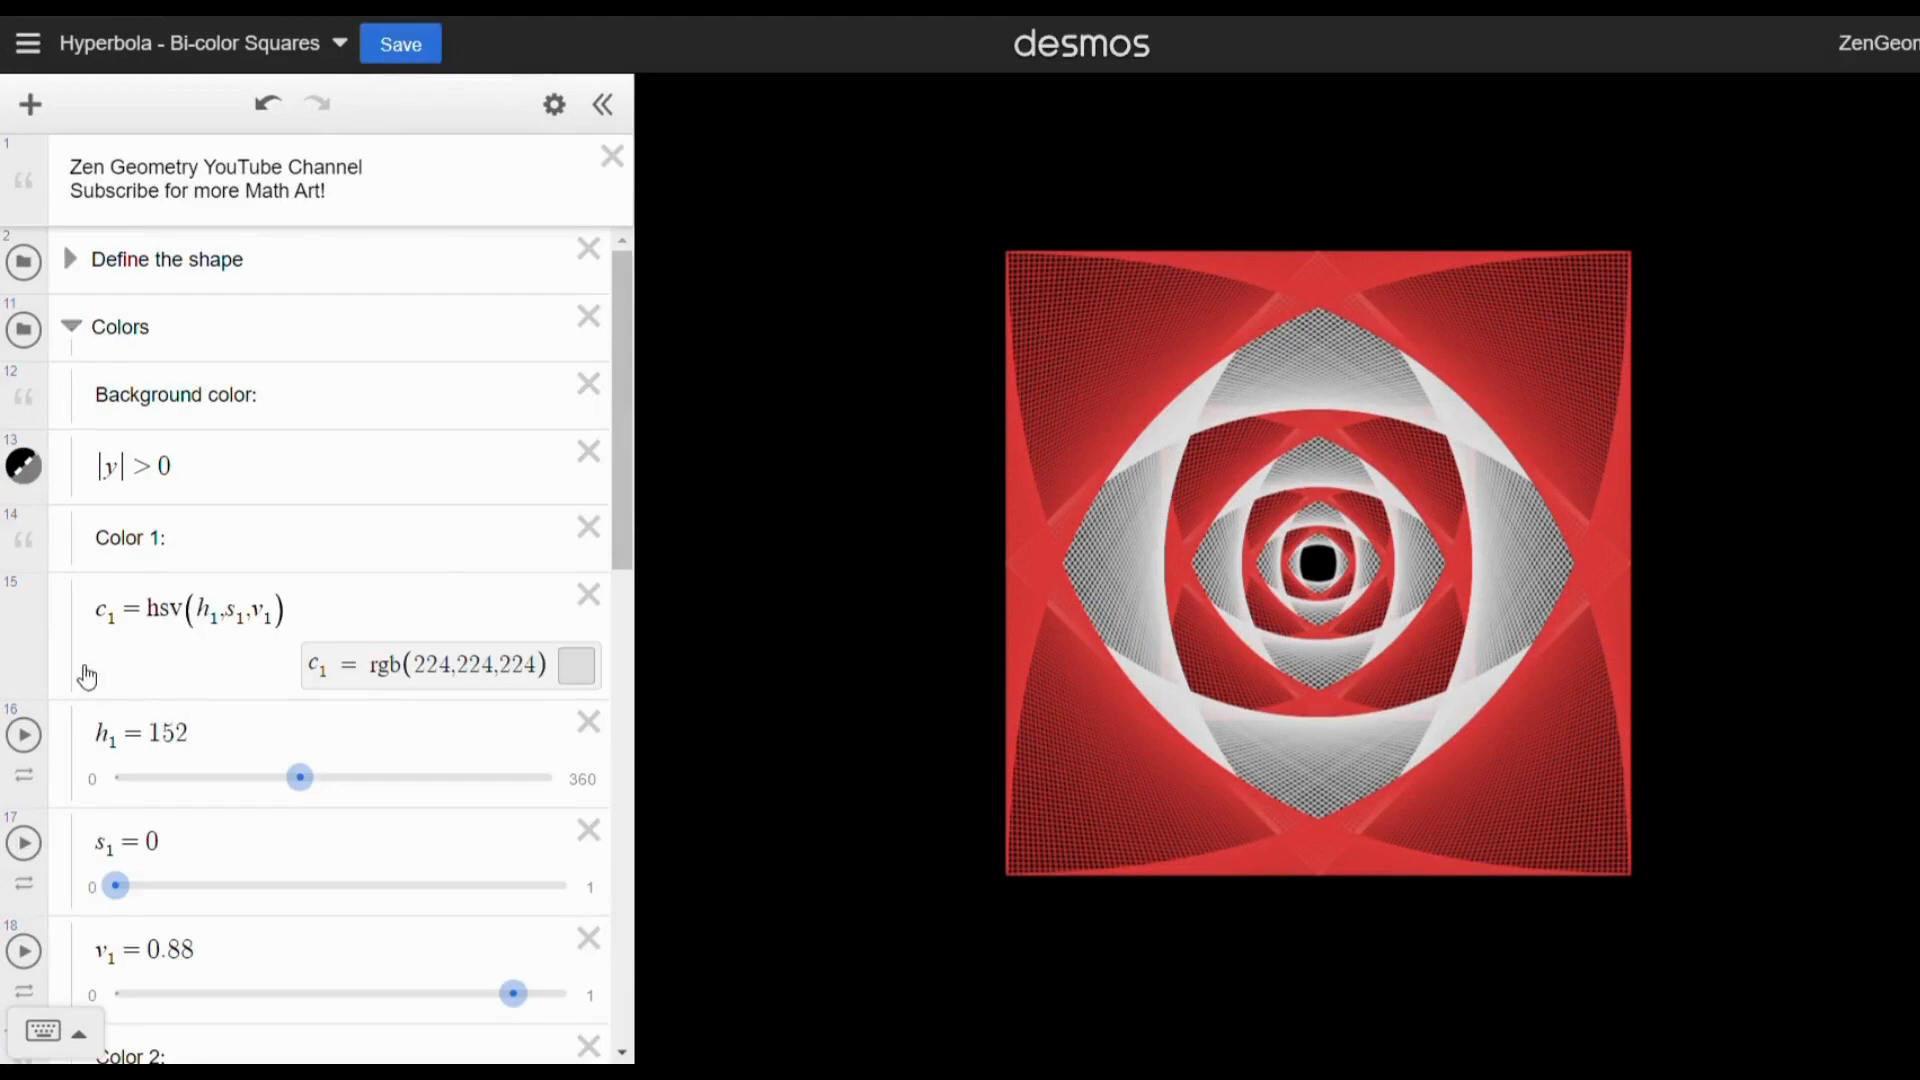 Hyperbola - Bi-color Squares
Save
desmos
ZenGeom
1
Zen Geometry YouTube Channel
Subscribe for more Math Art!
2
Define the shape
11
Colors
12
Background color:
13
|y| > 0
14
Color 1:
15
c₁ = hsv(h₁,s₁,v₁)
c₁ = rgb(224,224,224)
16
h₁ = 152
0
360
17
s₁ = 0
0
1
18
v₁ = 0.88
0
1
Color 2: